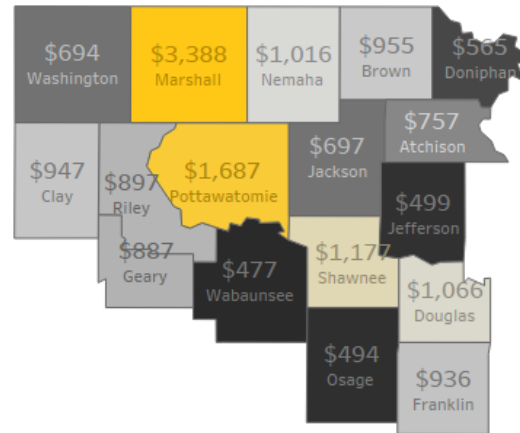 $694
Washington
$3,388
Marshall
$1,016
Nemaha
$955
Brown
$565
Doniphan
$947
Clay
$897
Riley
$1,687
Pottawatomie
$697
Jackson
$757
Atchison
$499
Jefferson
$887
Geary
$477
Wabaunsee
$1,177
Shawnee
$1,066
Douglas
$494
Osage
$936
Franklin